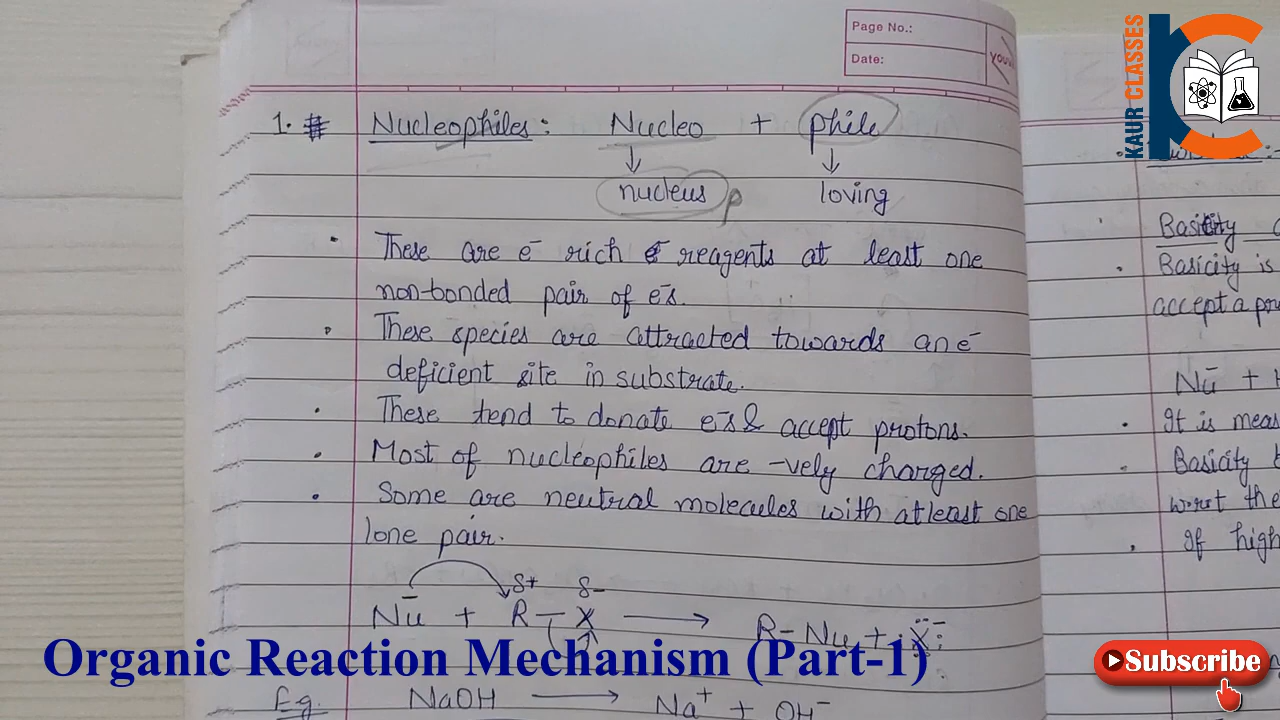 Page No.:
Date:
KAUR CLASSES
1. # Nucleophiles: Nucleo + phile
↓ ↓
nucleus p loving
• These are e⁻ rich reagents at least one
non-bonded pair of e⁻s.
• These species are attracted towards an e⁻
deficient site in substrate.
• These tend to donate e⁻s & accept protons.
• Most of nucleophiles are -vely charged.
• Some are neutral molecules with atleast one
lone pair.
δ+ δ-
Nu⁻ + R – X → R-Nu + :X:⁻
Eg. NaOH → Na⁺ + OH⁻
Basicity
• Basicity is
accept a pro
Nu⁻ +
• It is meas
• Basicity
w.r.t the
• If high
Organic Reaction Mechanism (Part-1)
Subscribe